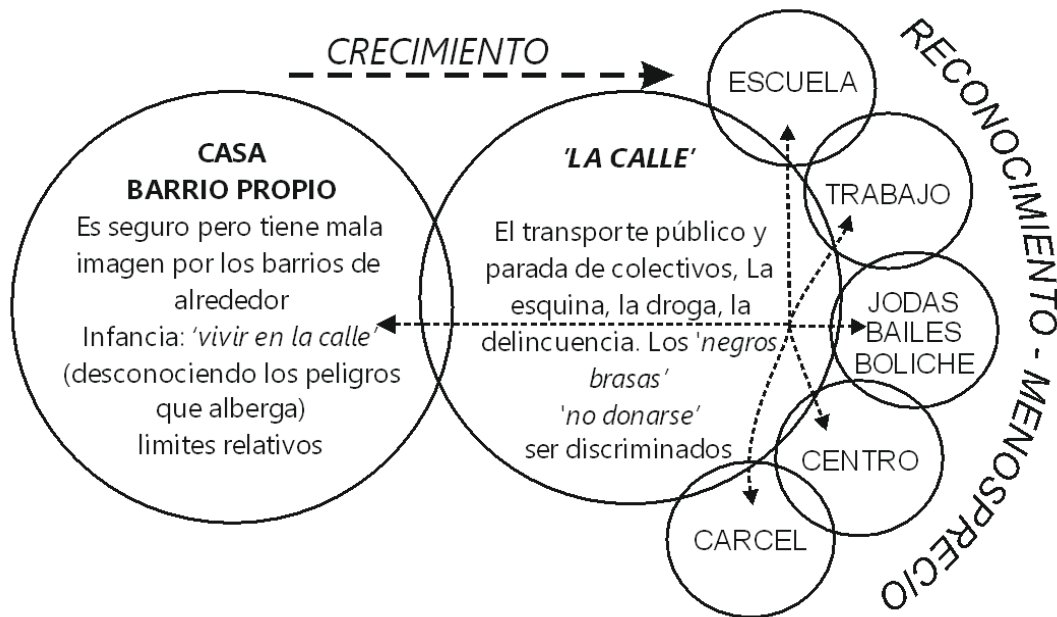 CRECIMIENTO
CASA
BARRIO PROPIO
Es seguro pero tiene mala
imagen por los barrios de
alrededor
Infancia: 'vivir en la calle'
(desconociendo los peligros
que alberga)
limites relativos
'LA CALLE'
El transporte público y
parada de colectivos, La
esquina, la droga, la
delincuencia. Los 'negros
brasas'
'no donarse'
ser discriminados
ESCUELA
TRABAJO
JODAS
BAILES
BOLICHE
CENTRO
CARCEL
RECONOCIMIENTO - MENOSPRECIO